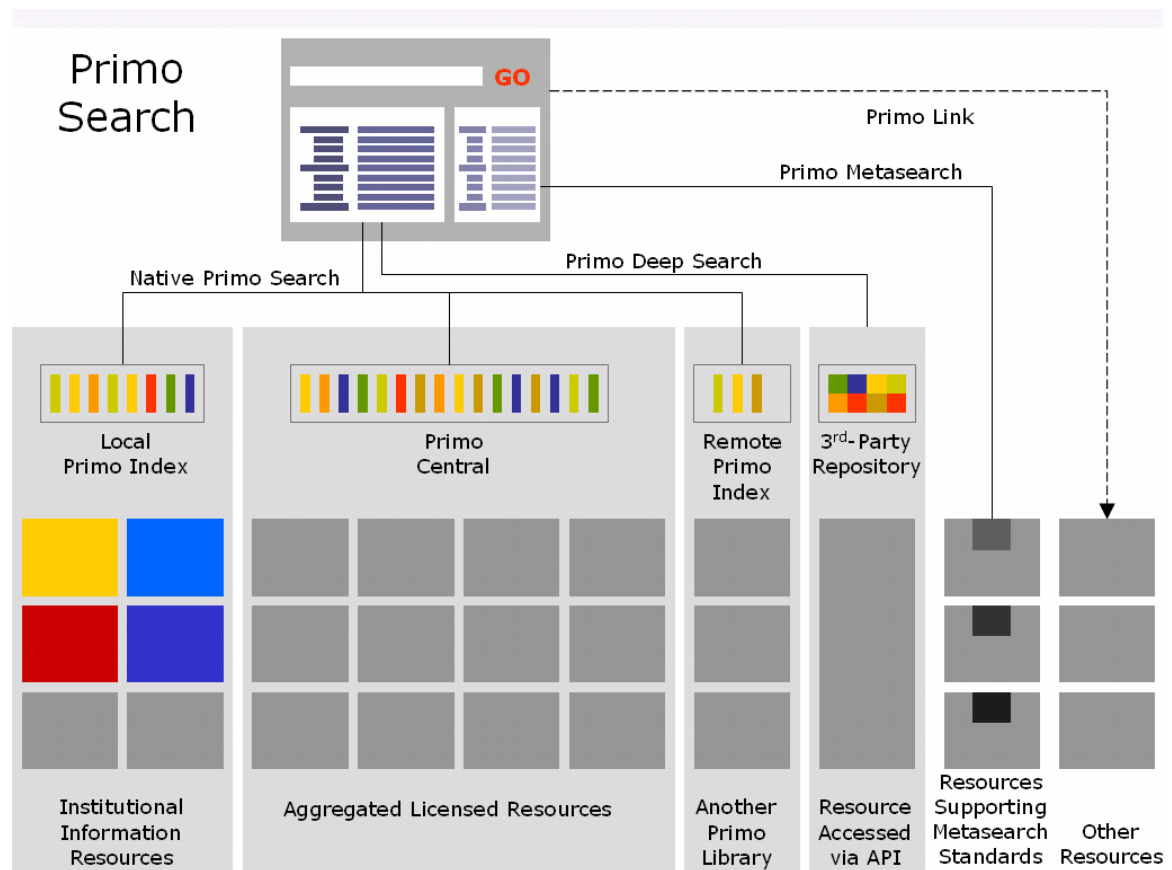 Primo
Search
GO
Primo Link
Primo Metasearch
Primo Deep Search
Native Primo Search
Local
Primo Index
Primo
Central
Remote
Primo
Index
3rd-Party
Repository
Institutional
Information
Resources
Aggregated Licensed Resources
Another
Primo
Library
Resource
Accessed
via API
Resources
Supporting
Metasearch
Standards
Other
Resources